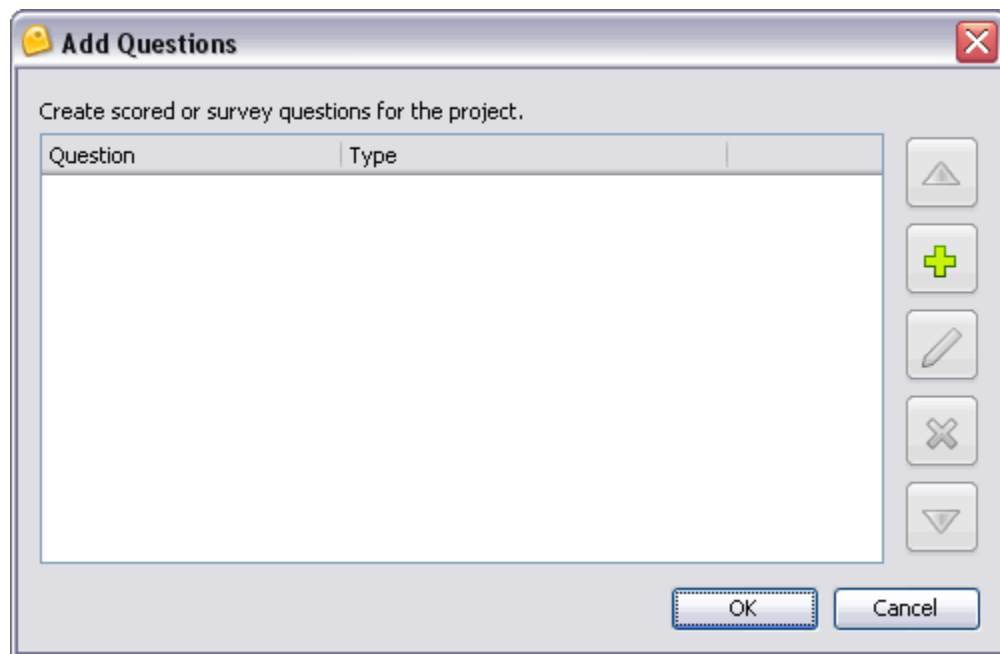 Add Questions
Create scored or survey questions for the project.
Question Type
OK Cancel